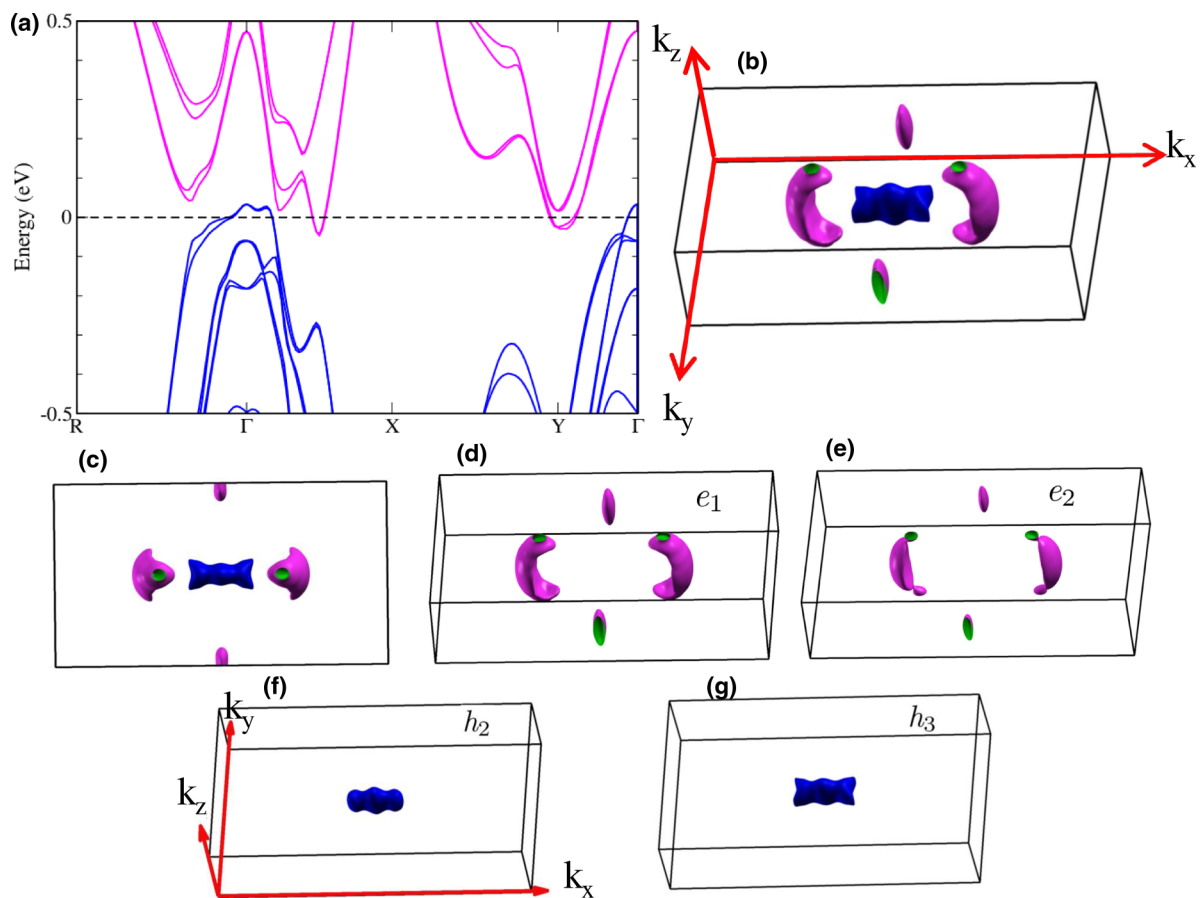 (a)
0.5
0
-0.5
Energy (eV)
R Γ X Y Γ
(b)
k_z
k_x
k_y
(c)
(d)
e_1
(e)
e_2
(f)
k_y
h_2
k_z
k_x
(g)
h_3